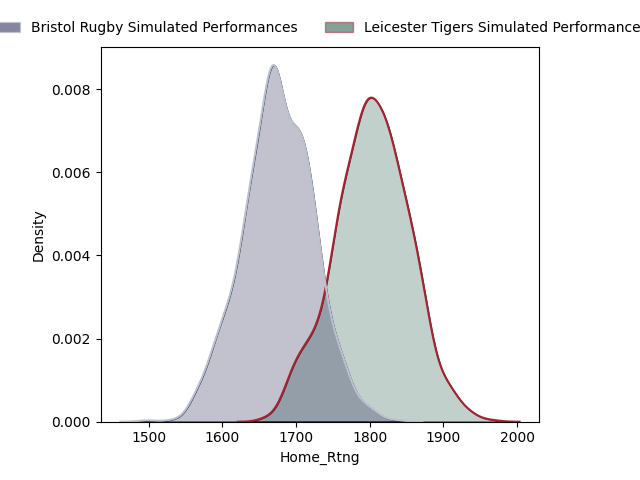 Bristol Rugby Simulated Performances
Leicester Tigers Simulated Performance
0.008
0.006
0.004
0.002
0.000
Density
1500 1600 1700 1800 1900 2000
Home_Rtng